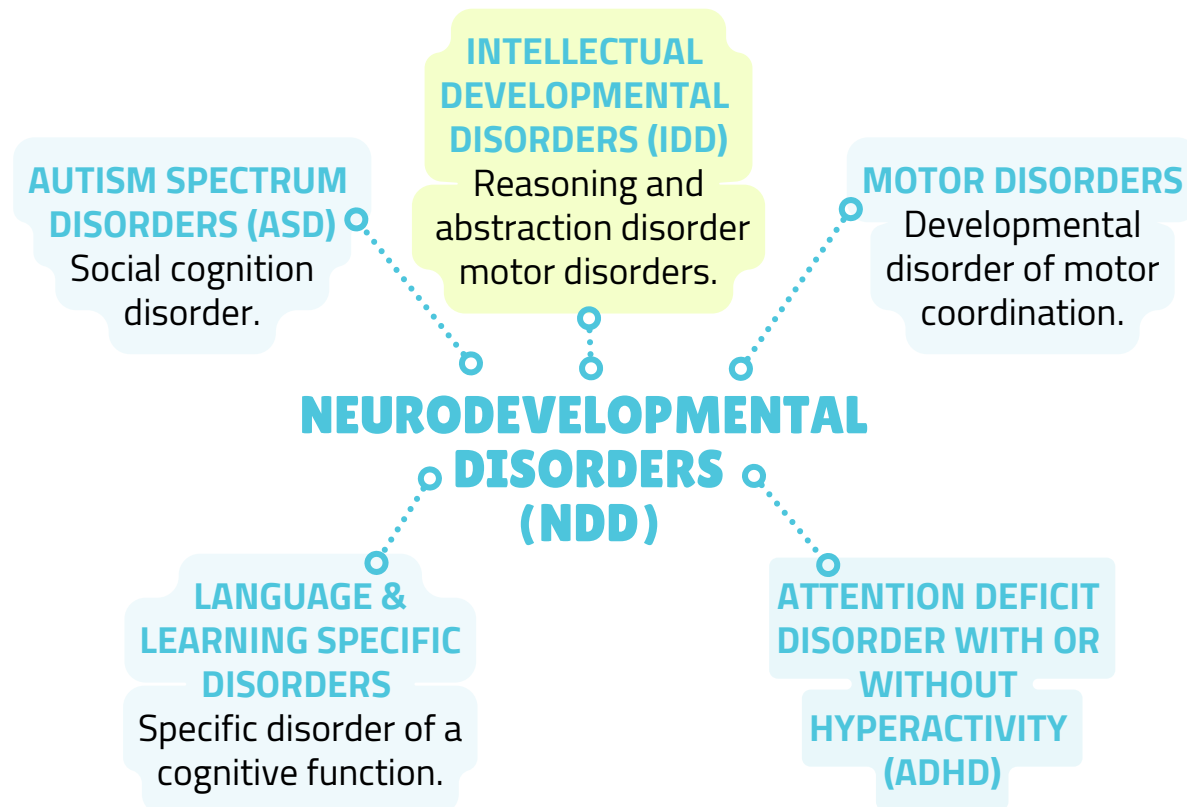 INTELLECTUAL
DEVELOPMENTAL
DISORDERS (IDD)
Reasoning and
abstraction disorder
motor disorders.
AUTISM SPECTRUM
DISORDERS (ASD)
Social cognition
disorder.
MOTOR DISORDERS
Developmental
disorder of motor
coordination.
NEURODEVELOPMENTAL
DISORDERS
(NDD)
LANGUAGE &
LEARNING SPECIFIC
DISORDERS
Specific disorder of a
cognitive function.
ATTENTION DEFICIT
DISORDER WITH OR
WITHOUT
HYPERACTIVITY
(ADHD)